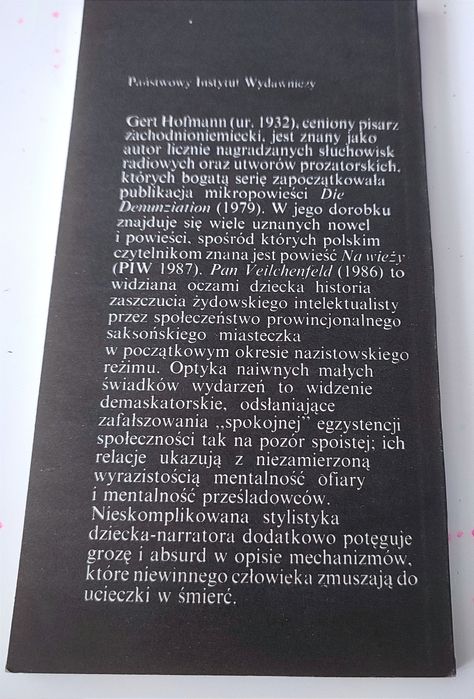 Państwowy Instytut Wydawniczy
Gert Hofmann (ur. 1932), ceniony pisarz
zachodnioniemiecki, jest znany jako
autor licznie nagradzanych słuchowisk
radiowych oraz utworów prozatorskich,
których bogatą serię zapoczątkowała
publikacja mikropowieści Die
Denunziation (1979). W jego dorobku
znajduje się wiele uznanych nowel
i powieści, spośród których polskim
czytelnikom znana jest powieść Na wieży
(PIW 1987). Pan Veilchenfeld (1986) to
widziana oczami dziecka historia
zaszczucia żydowskiego intelektualisty
przez społeczeństwo prowincjonalnego
saksońskiego miasteczka
w początkowym okresie nazistowskiego
reżimu. Optyka naiwnych małych
świadków wydarzeń to widzenie
demaskatorskie, odsłaniające
zafałszowania „spokojnej” egzystencji
społeczności tak na pozór spoistej; ich
relacje ukazują z niezamierzoną
wyrazistością mentalność ofiary
i mentalność prześladowców.
Nieskomplikowana stylistyka
dziecka-narratora dodatkowo potęguje
grozę i absurd w opisie mechanizmów,
które niewinnego człowieka zmuszają do
ucieczki w śmierć.